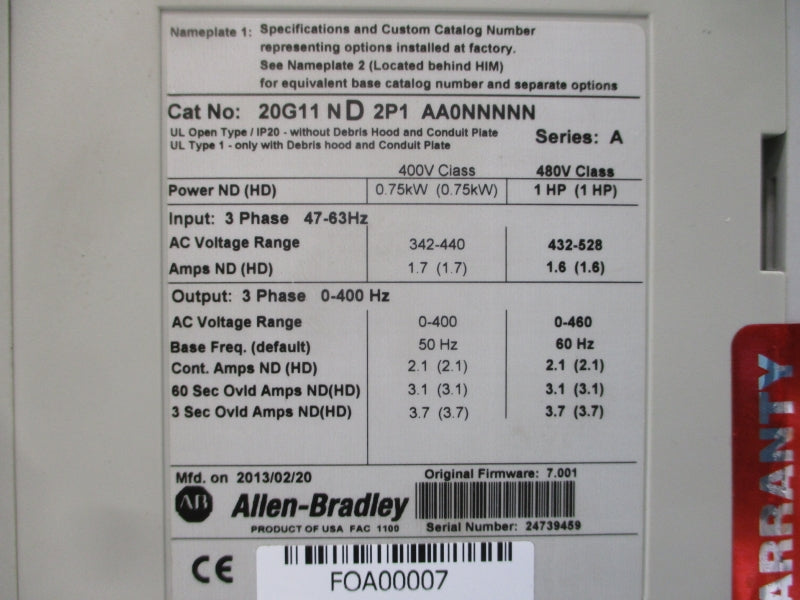 Nameplate 1: Specifications and Custom Catalog Number
representing options installed at factory.
See Nameplate 2 (Located behind HIM)
for equivalent base catalog number and separate options
Cat No: 20G11 N D 2P1 AA0NNNNN
UL Open Type / IP20 - without Debris Hood and Conduit Plate
UL Type 1 - only with Debris hood and Conduit Plate
Series: A
400V Class 480V Class
Power ND (HD) 0.75kW (0.75kW) 1 HP (1 HP)
Input: 3 Phase 47-63Hz
AC Voltage Range 342-440 432-528
Amps ND (HD) 1.7 (1.7) 1.6 (1.6)
Output: 3 Phase 0-400 Hz
AC Voltage Range 0-400 0-460
Base Freq. (default) 50 Hz 60 Hz
Cont. Amps ND (HD) 2.1 (2.1) 2.1 (2.1)
60 Sec Ovld Amps ND(HD) 3.1 (3.1) 3.1 (3.1)
3 Sec Ovld Amps ND(HD) 3.7 (3.7) 3.7 (3.7)
Mfd. on 2013/02/20 Original Firmware: 7.001
AB Allen-Bradley
PRODUCT OF USA FAC 1100 Serial Number: 24739459
CE
FOA00007
ARRANTY